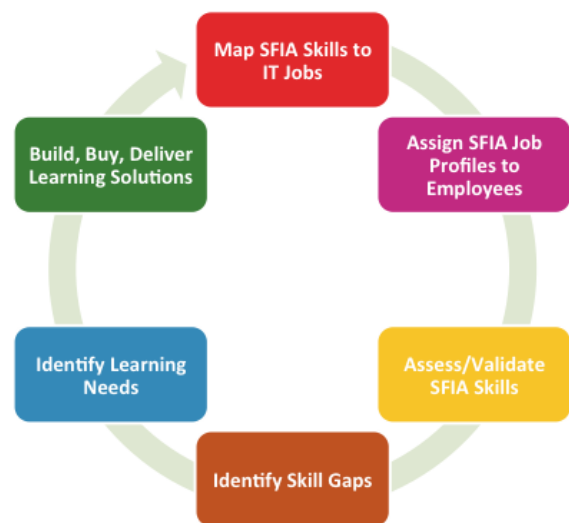 Map SFIA Skills to
IT Jobs
Assign SFIA Job
Profiles to
Employees
Assess/Validate
SFIA Skills
Identify Skill Gaps
Identify Learning
Needs
Build, Buy, Deliver
Learning Solutions